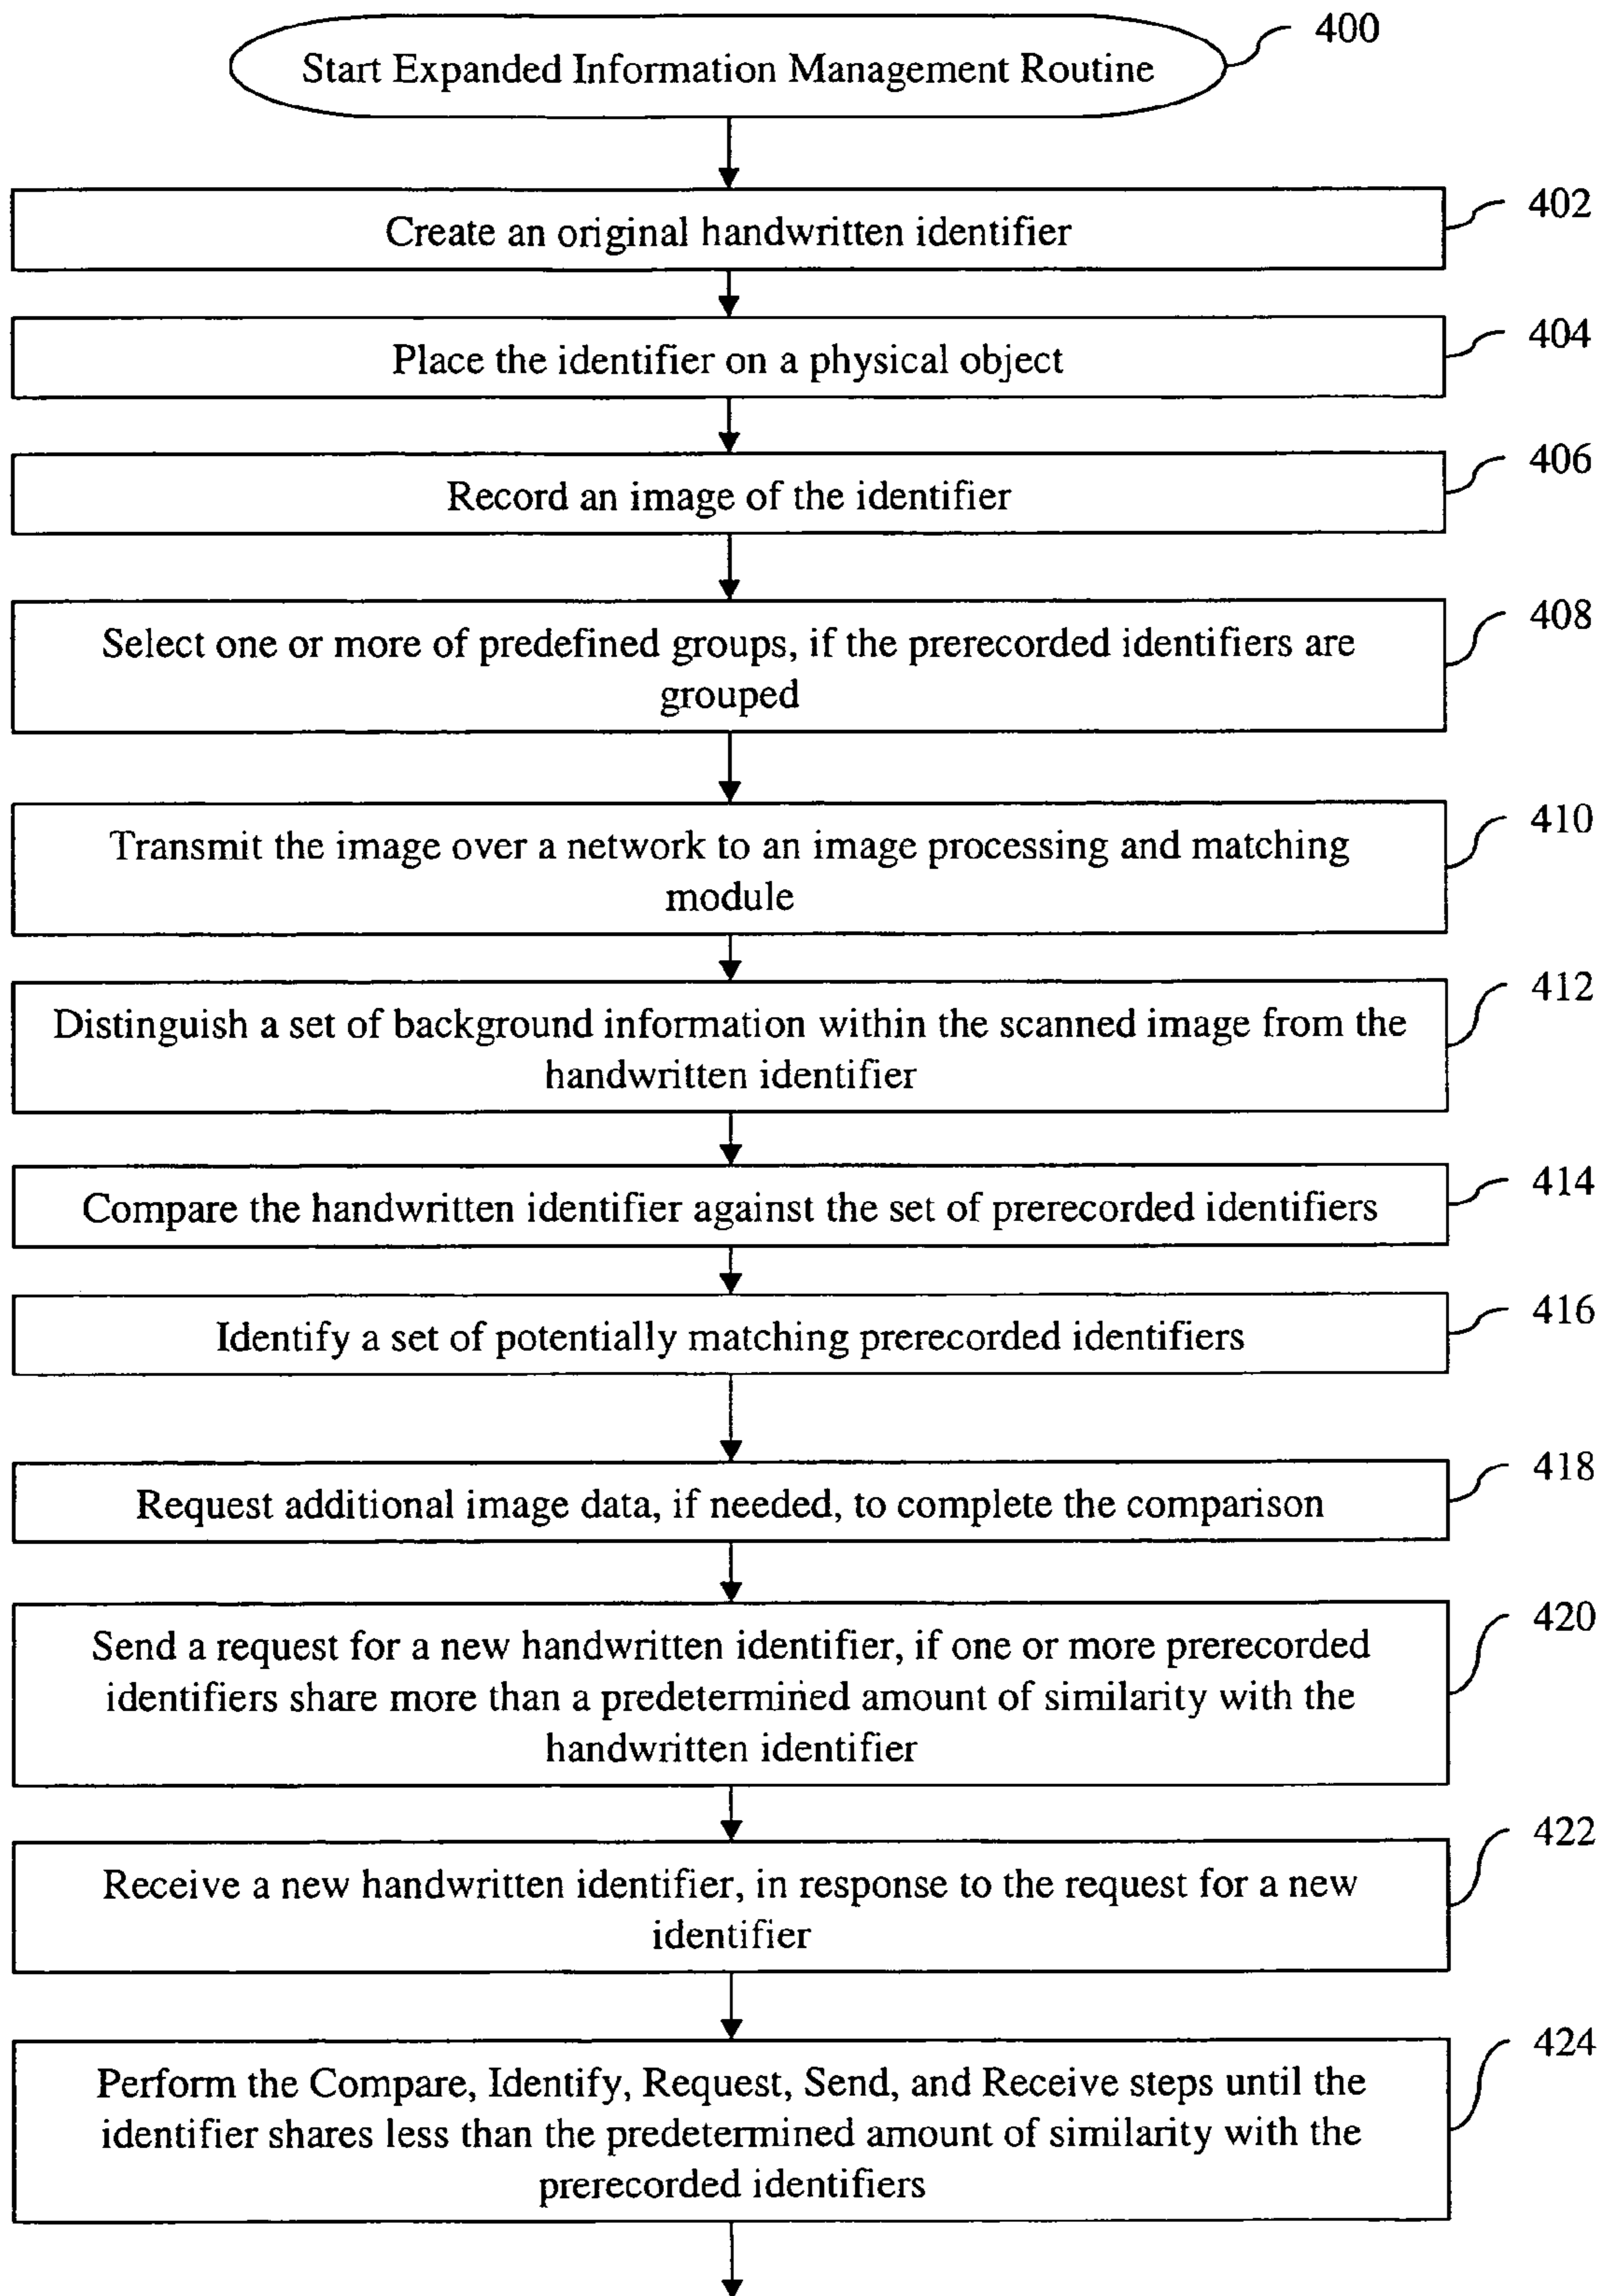 400
Start Expanded Information Management Routine
402
Create an original handwritten identifier
404
Place the identifier on a physical object
406
Record an image of the identifier
408
Select one or more of predefined groups, if the prerecorded identifiers are
grouped
410
Transmit the image over a network to an image processing and matching
module
412
Distinguish a set of background information within the scanned image from the
handwritten identifier
414
Compare the handwritten identifier against the set of prerecorded identifiers
416
Identify a set of potentially matching prerecorded identifiers
418
Request additional image data, if needed, to complete the comparison
420
Send a request for a new handwritten identifier, if one or more prerecorded
identifiers share more than a predetermined amount of similarity with the
handwritten identifier
422
Receive a new handwritten identifier, in response to the request for a new
identifier
424
Perform the Compare, Identify, Request, Send, and Receive steps until the
identifier shares less than the predetermined amount of similarity with the
prerecorded identifiers